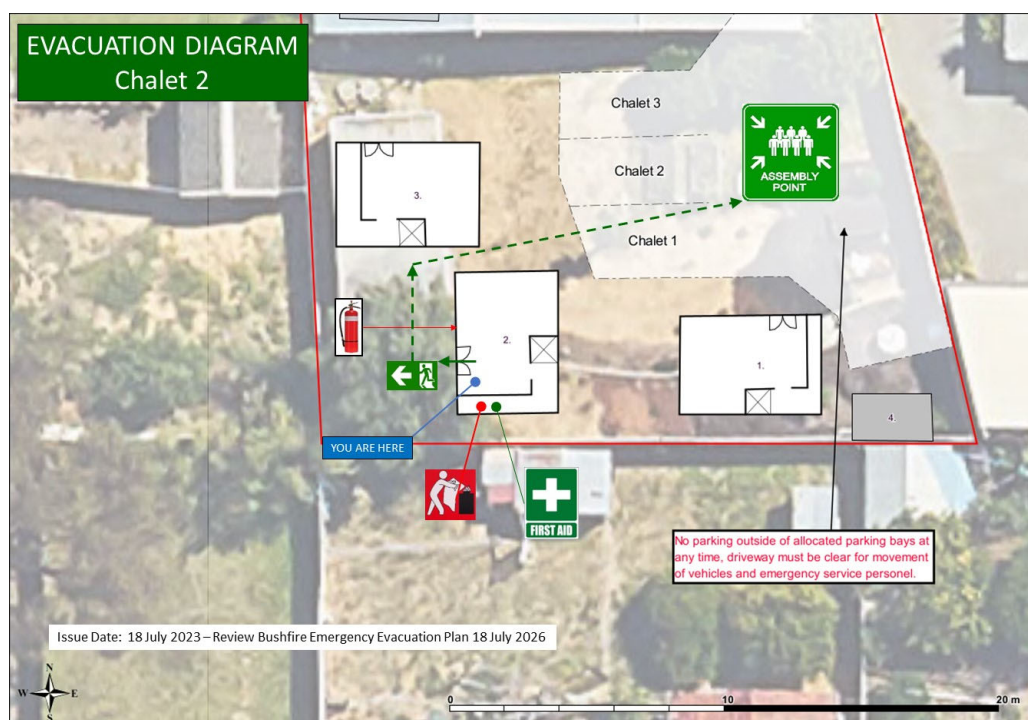 EVACUATION DIAGRAM
Chalet 2
Chalet 3
Chalet 2
Chalet 1
ASSEMBLY
POINT
3.
2.
1.
4.
YOU ARE HERE
FIRST AID
No parking outside of allocated parking bays at
any time, driveway must be clear for movement
of vehicles and emergency service personel.
Issue Date:  18 July 2023 – Review Bushfire Emergency Evacuation Plan 18 July 2026
N
W
E
S
0
10
20 m